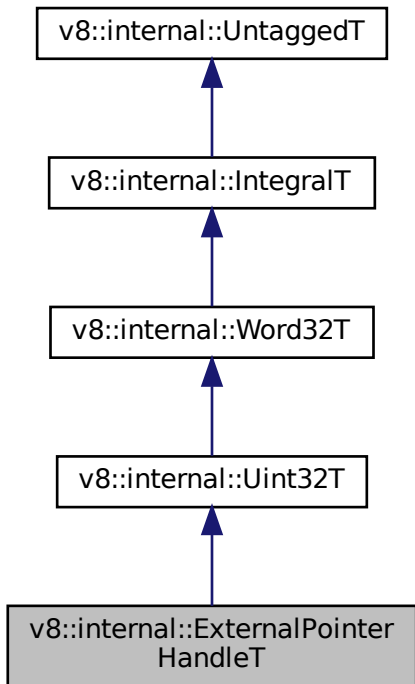 v8::internal::UntaggedT
v8::internal::IntegralT
v8::internal::Word32T
v8::internal::Uint32T
v8::internal::ExternalPointer
HandleT